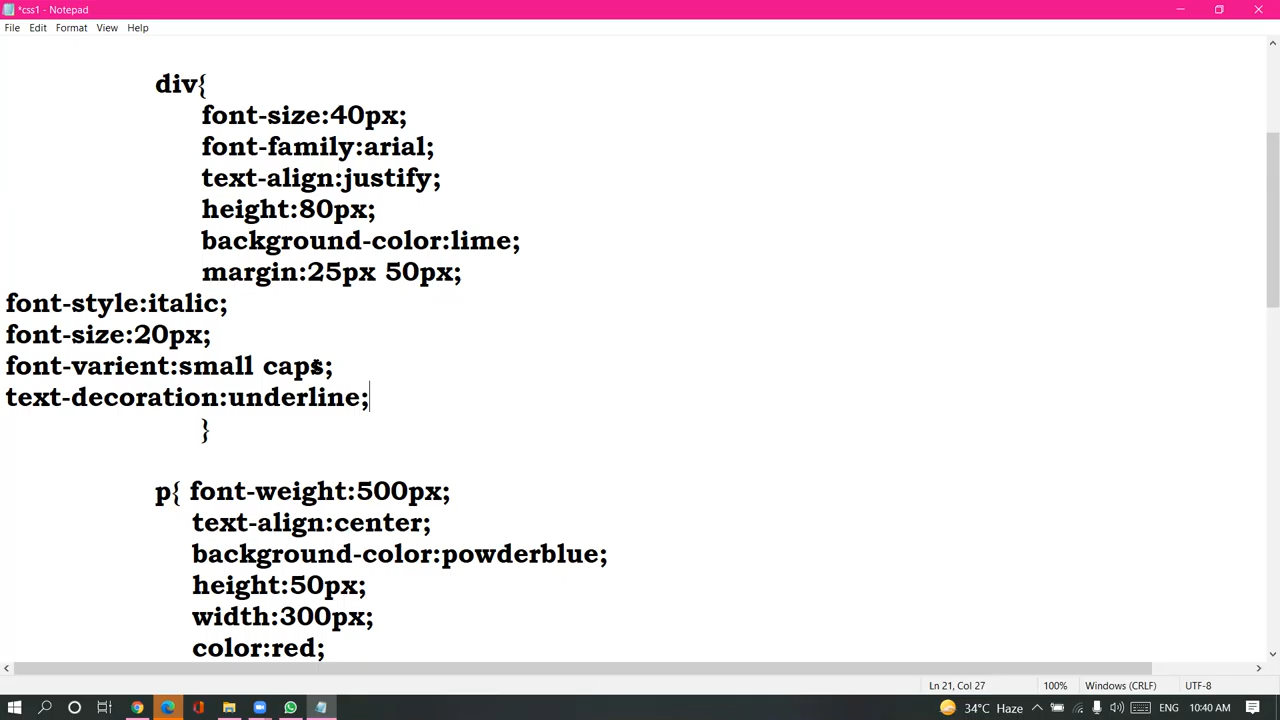 *css1 - Notepad
File Edit Format View Help
div{
font-size:40px;
font-family:arial;
text-align:justify;
height:80px;
background-color:lime;
margin:25px 50px;
font-style:italic;
font-size:20px;
font-varient:small caps;
text-decoration:underline;
}
p{ font-weight:500px;
text-align:center;
background-color:powderblue;
height:50px;
width:300px;
color:red;
Ln 21, Col 27 100% Windows (CRLF) UTF-8
34°C Haze ENG 10:40 AM